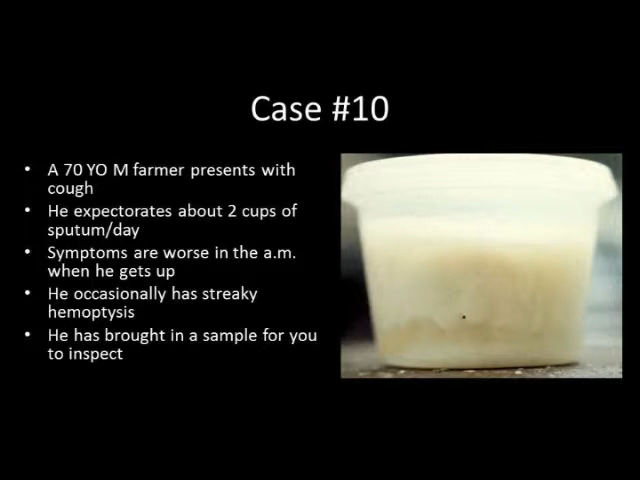 Case #10
• A 70 YO M farmer presents with
cough
• He expectorates about 2 cups of
sputum/day
• Symptoms are worse in the a.m.
when he gets up
• He occasionally has streaky
hemoptysis
• He has brought in a sample for you
to inspect